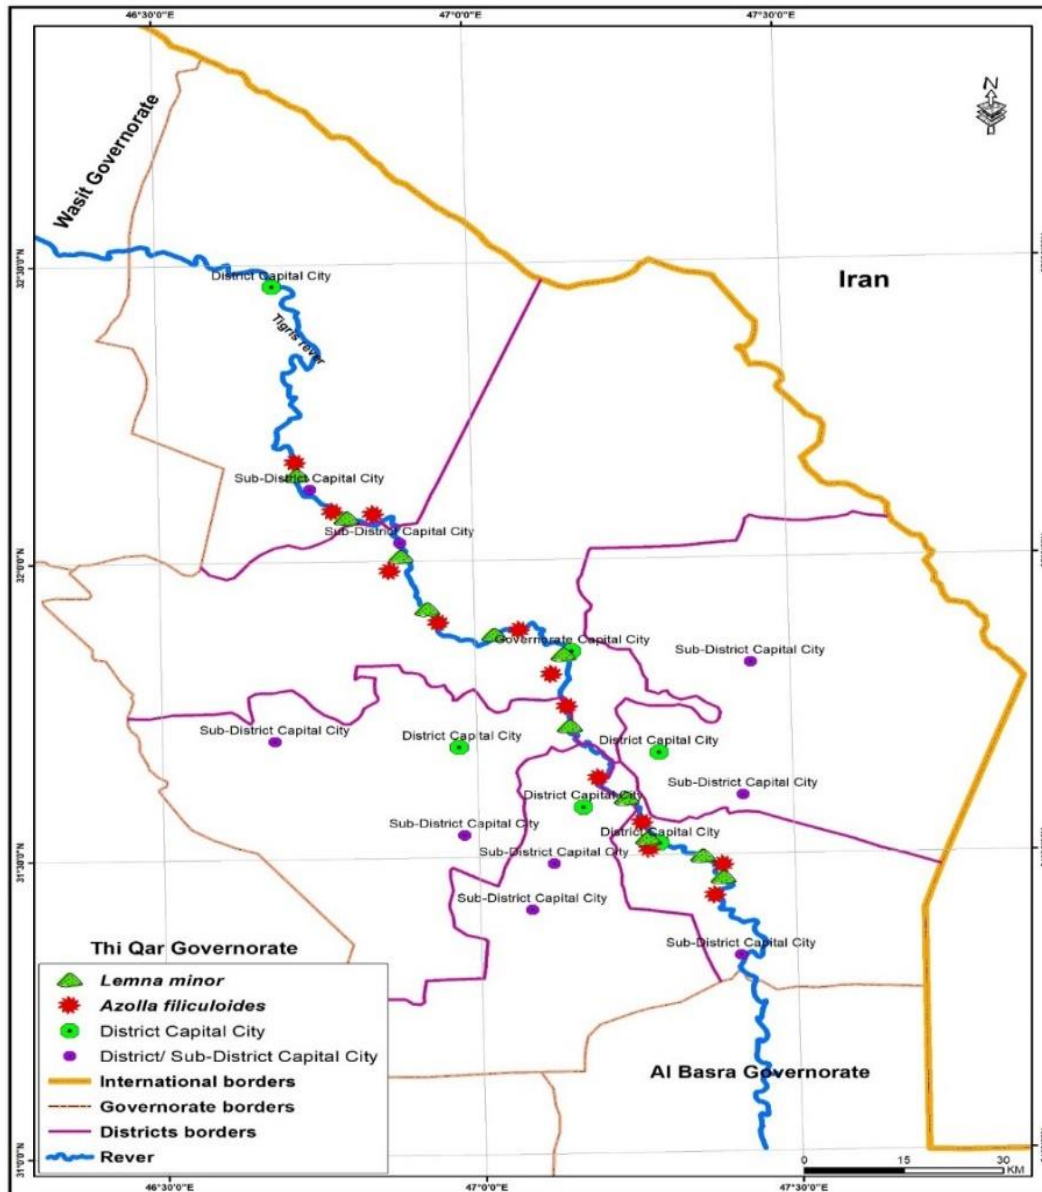 46°30'0"E
47°0'0"E
47°30'0"E
N
Wasit Governorate
32°30'0"N
District Capital City
Iran
Tigris rever
Sub-District Capital City
Sub-District Capital City
32°0'0"N
Governorate Capital City
Sub-District Capital City
Sub-District Capital City
District Capital City
District Capital City
Sub-District Capital City
District Capital City
Sub-District Capital City
District Capital City
31°30'0"N
Sub-District Capital City
Sub-District Capital City
Sub-District Capital City
Thi Qar Governorate
Lemna minor
Azolla filiculoides
District Capital City
District/ Sub-District Capital City
International borders
Governorate borders
Districts borders
Rever
Al Basra Governorate
31°0'0"N
0 15 30
KM
46°30'0"E
47°0'0"E
47°30'0"E